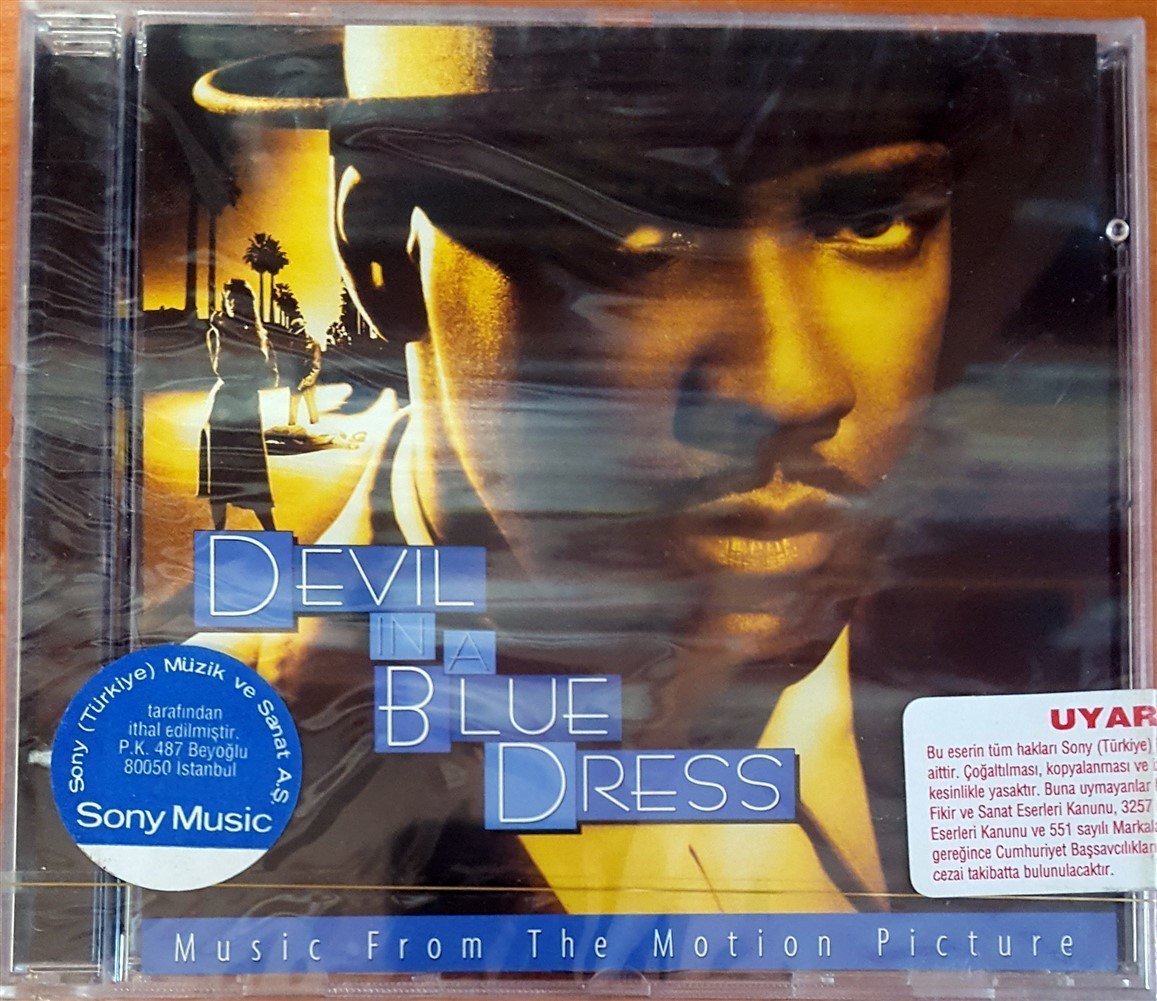 DEVIL
IN A
BLUE
DRESS
Sony (Türkiye) Müzik ve Sanat AŞ.
tarafından
ithal edilmiştir.
P.K. 487 Beyoğlu
80050 İstanbul
Sony Music
UYAR
Bu eserin tüm hakları Sony (Türkiye)
aittir. Çoğaltılması, kopyalanması ve
kesinlikle yasaktır. Buna uymayanlar
Fikir ve Sanat Eserleri Kanunu, 3257
Eserleri Kanunu ve 551 sayılı Markala
gereğince Cumhuriyet Başsavcılıkları
cezai takibatta bulunulacaktır.
Music From The Motion Picture